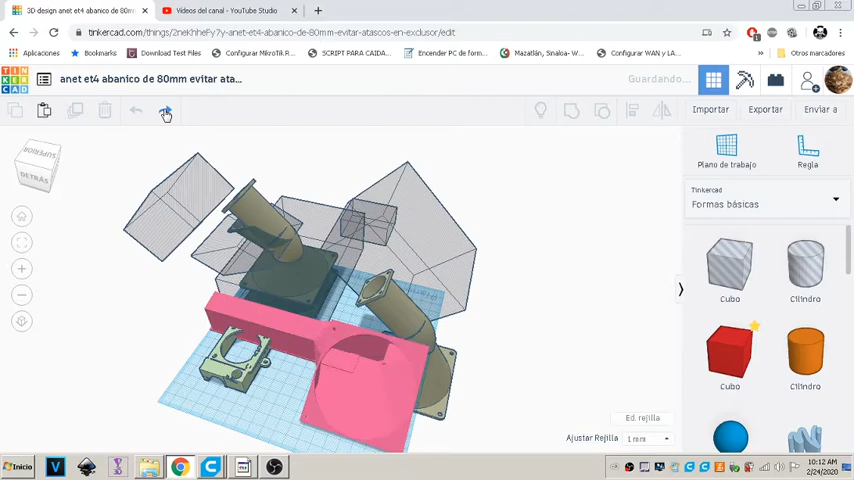 3D design anet et4 abanico de 80
Vídeos del canal - YouTube Studio
tinkercad.com/things/2neKhheFy7y-anet-et4-abanico-de-80mm-evitar-atascos-en-exclusor/edit
Aplicaciones
Bookmarks
Download Test Files
Configurar MikroTiK R
SCRIPT PARA CAIDA...
Encender PC de form...
Mazatlán, Sinaloa- W...
Configurar WAN y LA...
Otros marcadores
TIN
KER
CAD
anet et4 abanico de 80mm evitar ata...
Guardando...
Importar
Exportar
Enviar a
SUPERIOR
DETRÁS
Plano de trabajo
Regla
Tinkercad
Formas básicas
Cubo
Cilindro
Cubo
Cilindro
Ed. rejilla
Ajustar Rejilla
1 mm
Inicio
10:12 AM
2/24/2020